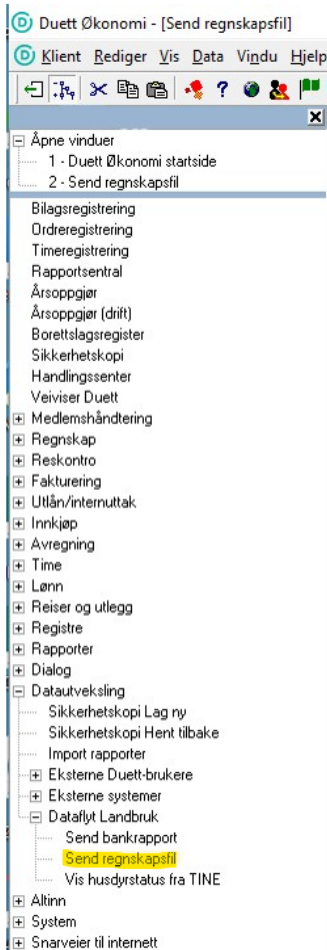 Duett Økonomi - [Send regnskapsfil]
Klient Rediger Vis Data Vindu Hjelp
Åpne vinduer
1 - Duett Økonomi startside
2 - Send regnskapsfil
Bilagsregistrering
Ordreregistrering
Timeregistrering
Rapportsentral
Årsoppgjør
Årsoppgjør (drift)
Borettslagsregister
Sikkerhetskopi
Handlingssenter
Veiviser Duett
Medlemshåndtering
Regnskap
Reskontro
Fakturering
Utlån/internuttak
Innkjøp
Avregning
Time
Lønn
Reiser og utlegg
Registre
Rapporter
Dialog
Datautveksling
Sikkerhetskopi Lag ny
Sikkerhetskopi Hent tilbake
Import rapporter
Eksterne Duett-brukere
Eksterne systemer
Dataflyt Landbruk
Send bankrapport
Send regnskapsfil
Vis husdyrstatus fra TINE
Altinn
System
Snarveier til internett